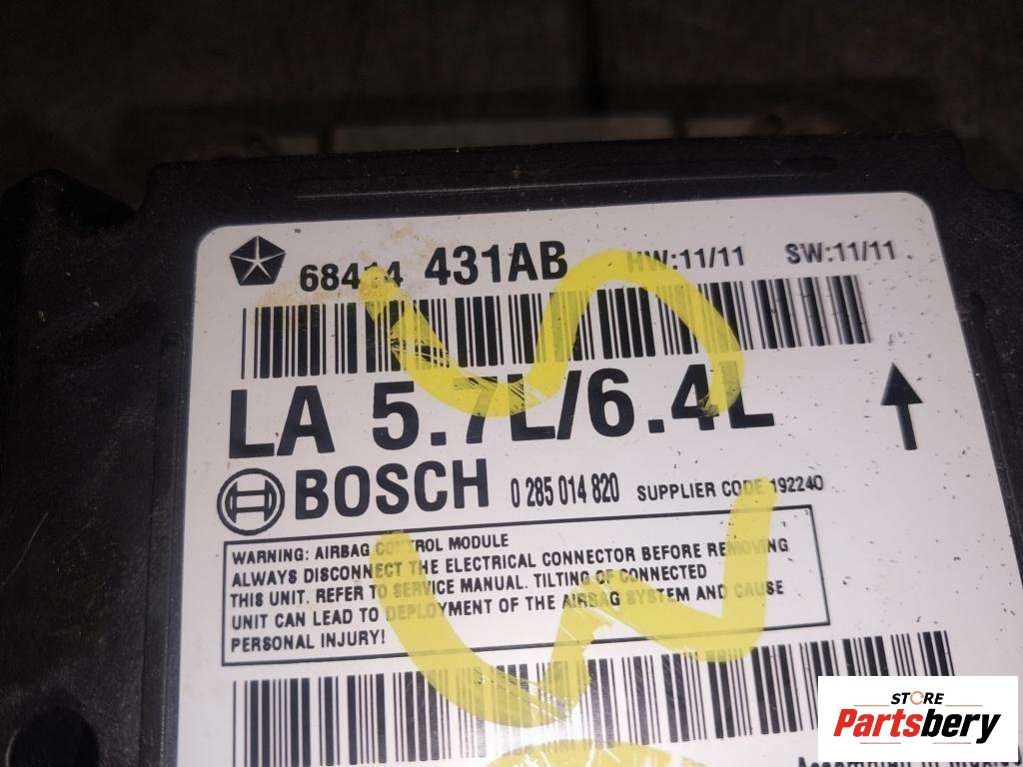 68414 431AB HW:11/11 SW:11/11
LA 5.7L/6.4L
BOSCH 0 285 014 820 SUPPLIER CODE 192240
WARNING: AIRBAG CONTROL MODULE
ALWAYS DISCONNECT THE ELECTRICAL CONNECTOR BEFORE REMOVING
THIS UNIT. REFER TO SERVICE MANUAL. TILTING OF CONNECTED
UNIT CAN LEAD TO DEPLOYMENT OF THE AIRBAG SYSTEM AND CAUSE
PERSONAL INJURY!
STORE
Partsbery